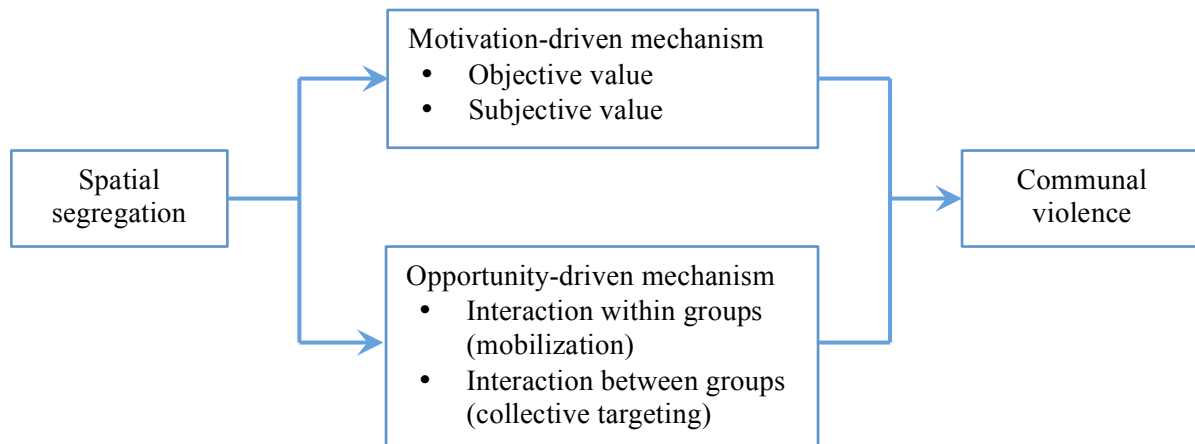 Spatial
segregation
Motivation-driven mechanism
• Objective value
• Subjective value
Opportunity-driven mechanism
• Interaction within groups
(mobilization)
• Interaction between groups
(collective targeting)
Communal
violence